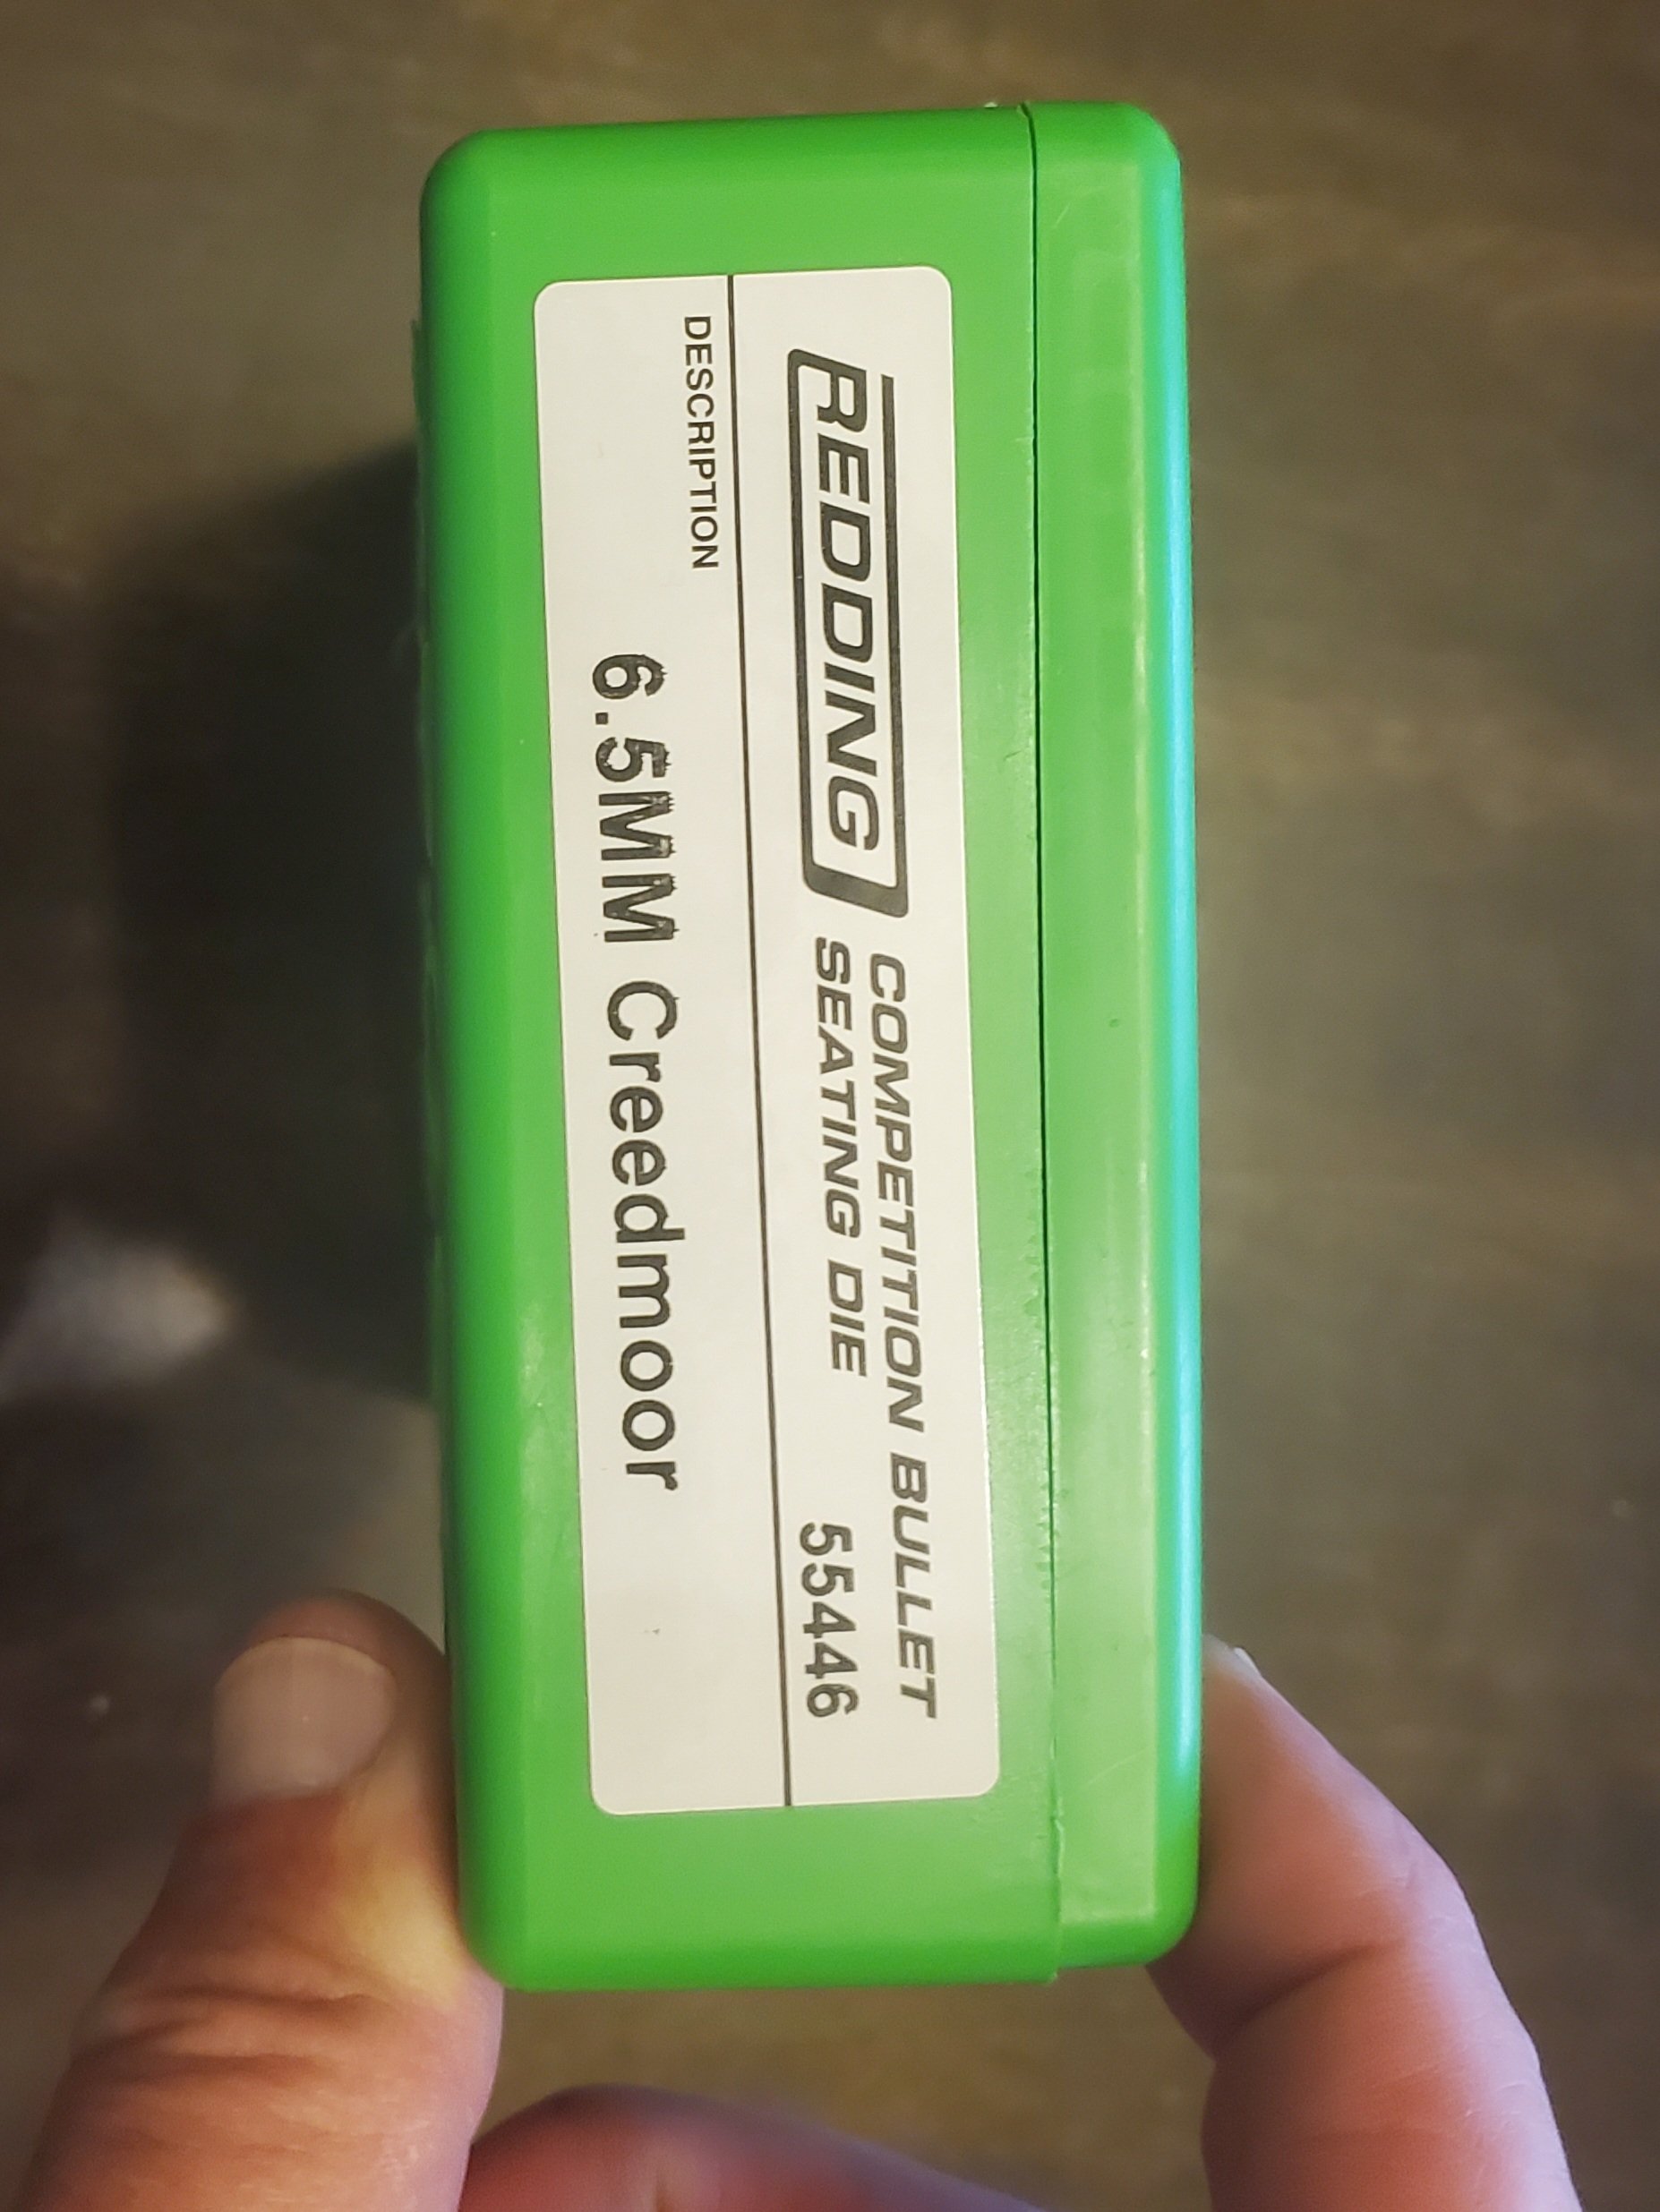 REDDING
COMPETITION BULLET
SEATING DIE
55446
DESCRIPTION
6.5MM Creedmoor